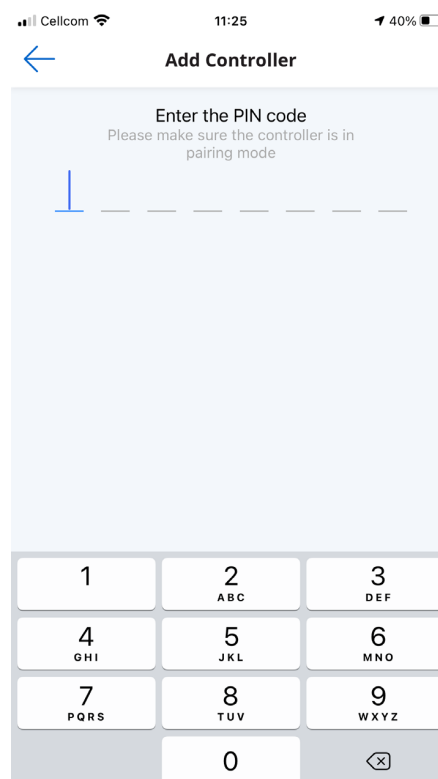 Cellcom 11:25 40%
Add Controller
Enter the PIN code
Please make sure the controller is in
pairing mode
1 2 3
ABC DEF
4 5 6
GHI JKL MNO
7 8 9
PQRS TUV WXYZ
0